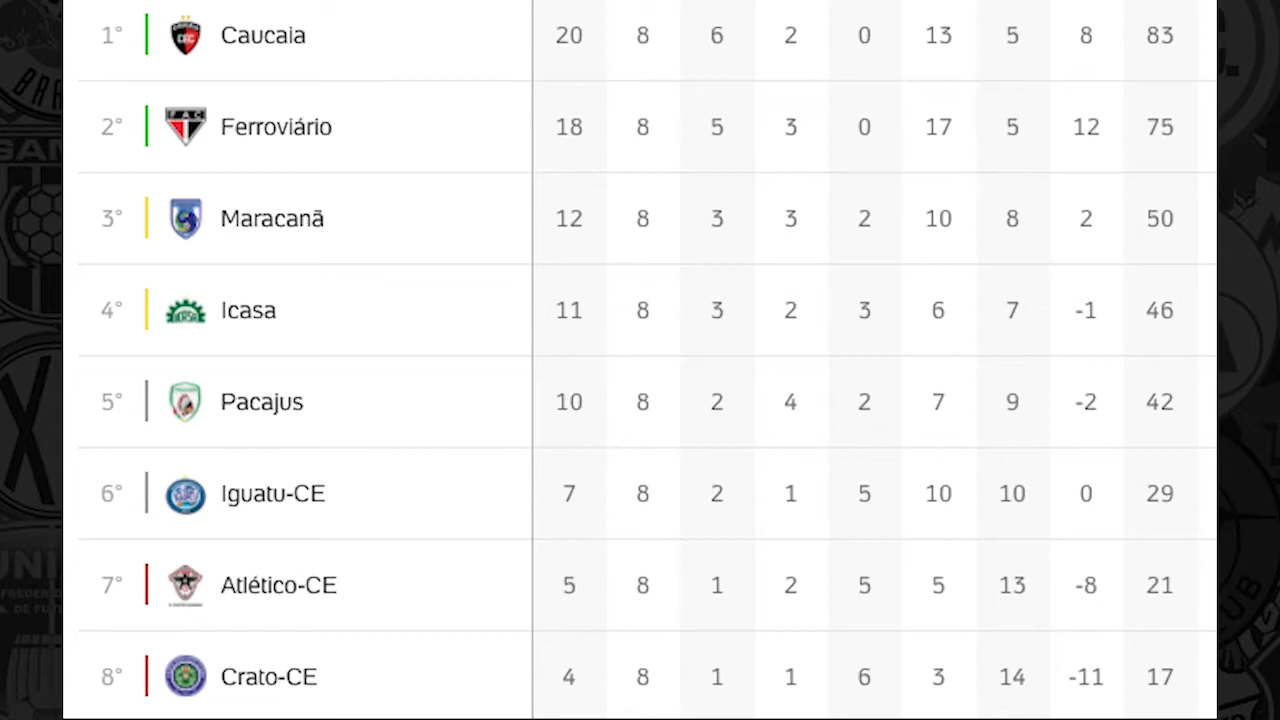 1° Caucaia 20 8 6 2 0 13 5 8 83
2° FAC Ferroviário 18 8 5 3 0 17 5 12 75
3° Maracanã 12 8 3 3 2 10 8 2 50
4° ICASA Icasa 11 8 3 2 3 6 7 -1 46
5° Pacajus 10 8 2 4 2 7 9 -2 42
6° Iguatu-CE 7 8 2 1 5 10 10 0 29
7° Atlético-CE 5 8 1 2 5 5 13 -8 21
8° Crato-CE 4 8 1 1 6 3 14 -11 17